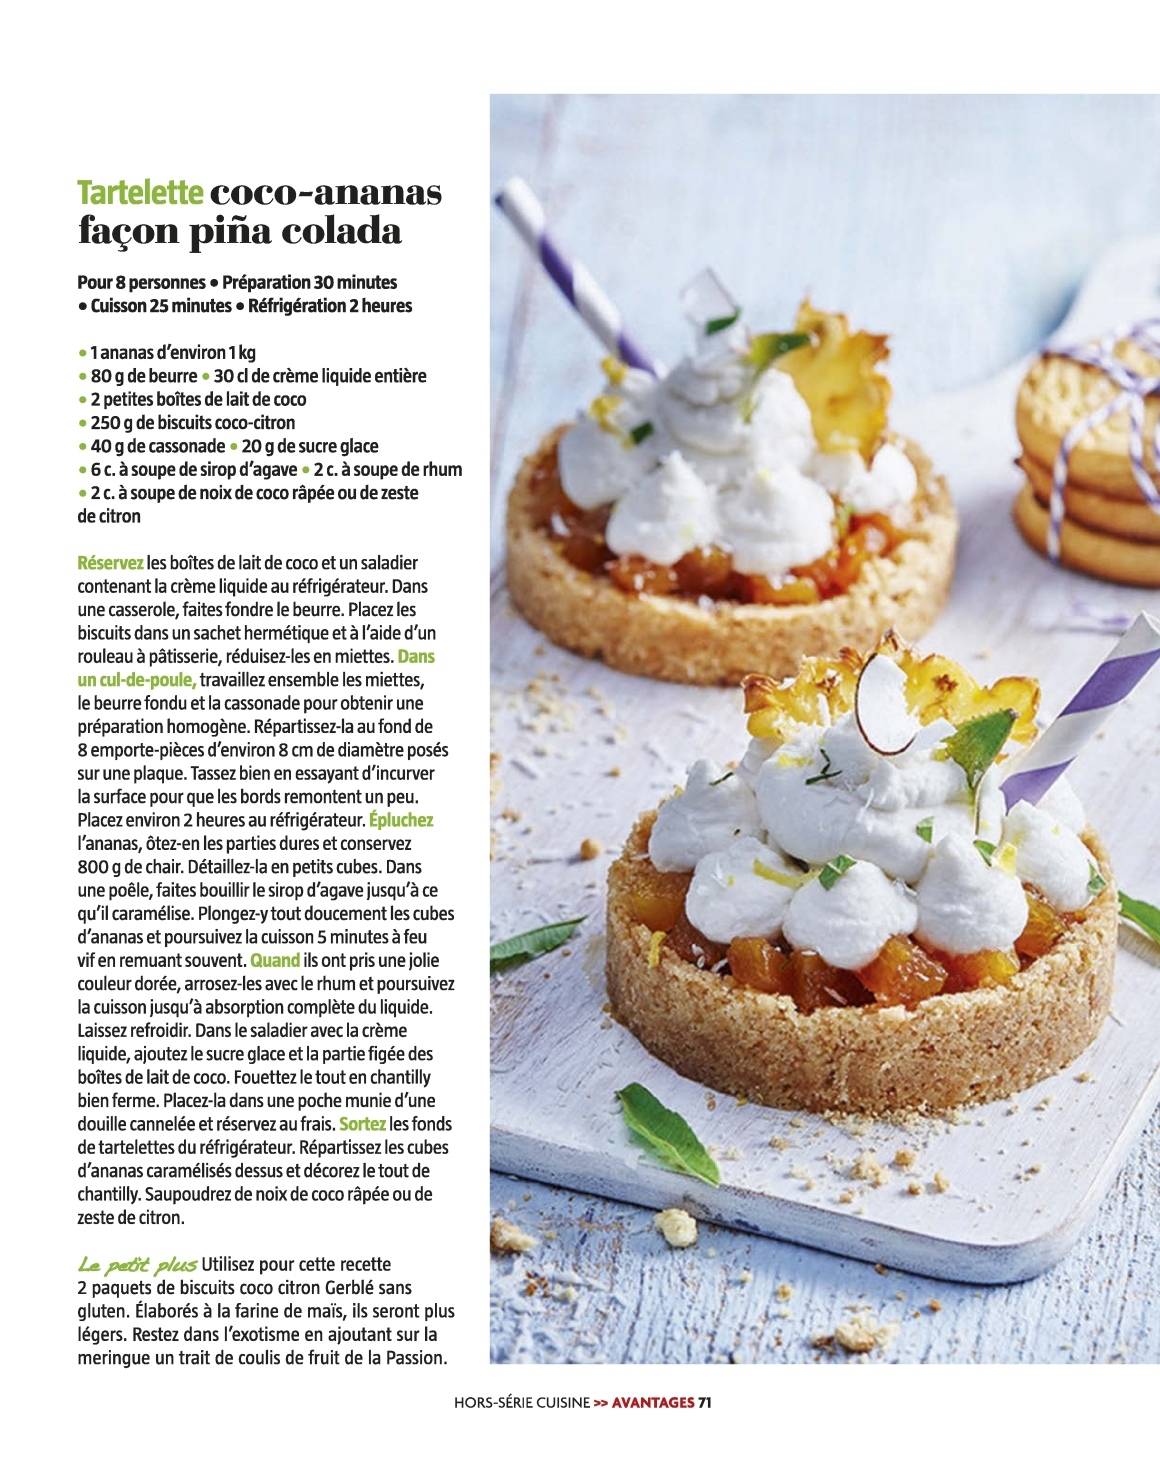 Tartelette coco-ananas
façon piña colada
Pour 8 personnes • Préparation 30 minutes
• Cuisson 25 minutes • Réfrigération 2 heures
• 1 ananas d’environ 1 kg
• 80 g de beurre • 30 cl de crème liquide entière
• 2 petites boîtes de lait de coco
• 250 g de biscuits coco-citron
• 40 g de cassonade • 20 g de sucre glace
• 6 c. à soupe de sirop d’agave • 2 c. à soupe de rhum
• 2 c. à soupe de noix de coco râpée ou de zeste
de citron
Réservez les boîtes de lait de coco et un saladier
contenant la crème liquide au réfrigérateur. Dans
une casserole, faites fondre le beurre. Placez les
biscuits dans un sachet hermétique et à l’aide d’un
rouleau à pâtisserie, réduisez-les en miettes. Dans
un cul-de-poule, travaillez ensemble les miettes,
le beurre fondu et la cassonade pour obtenir une
préparation homogène. Répartissez-la au fond de
8 emporte-pièces d’environ 8 cm de diamètre posés
sur une plaque. Tassez bien en essayant d’incurver
la surface pour que les bords remontent un peu.
Placez environ 2 heures au réfrigérateur. Épluchez
l’ananas, ôtez-en les parties dures et conservez
800 g de chair. Détaillez-la en petits cubes. Dans
une poêle, faites bouillir le sirop d’agave jusqu’à ce
qu’il caramélise. Plongez-y tout doucement les cubes
d’ananas et poursuivez la cuisson 5 minutes à feu
vif en remuant souvent. Quand ils ont pris une jolie
couleur dorée, arrosez-les avec le rhum et poursuivez
la cuisson jusqu’à absorption complète du liquide.
Laissez refroidir. Dans le saladier avec la crème
liquide, ajoutez le sucre glace et la partie figée des
boîtes de lait de coco. Fouettez le tout en chantilly
bien ferme. Placez-la dans une poche munie d’une
douille cannelée et réservez au frais. Sortez les fonds
de tartelettes du réfrigérateur. Répartissez les cubes
d’ananas caramélisés dessus et décorez le tout de
chantilly. Saupoudrez de noix de coco râpée ou de
zeste de citron.
Le petit plus Utilisez pour cette recette
2 paquets de biscuits coco citron Gerblé sans
gluten. Élaborés à la farine de maïs, ils seront plus
légers. Restez dans l’exotisme en ajoutant sur la
meringue un trait de coulis de fruit de la Passion.
HORS-SÉRIE CUISINE >> AVANTAGES 71